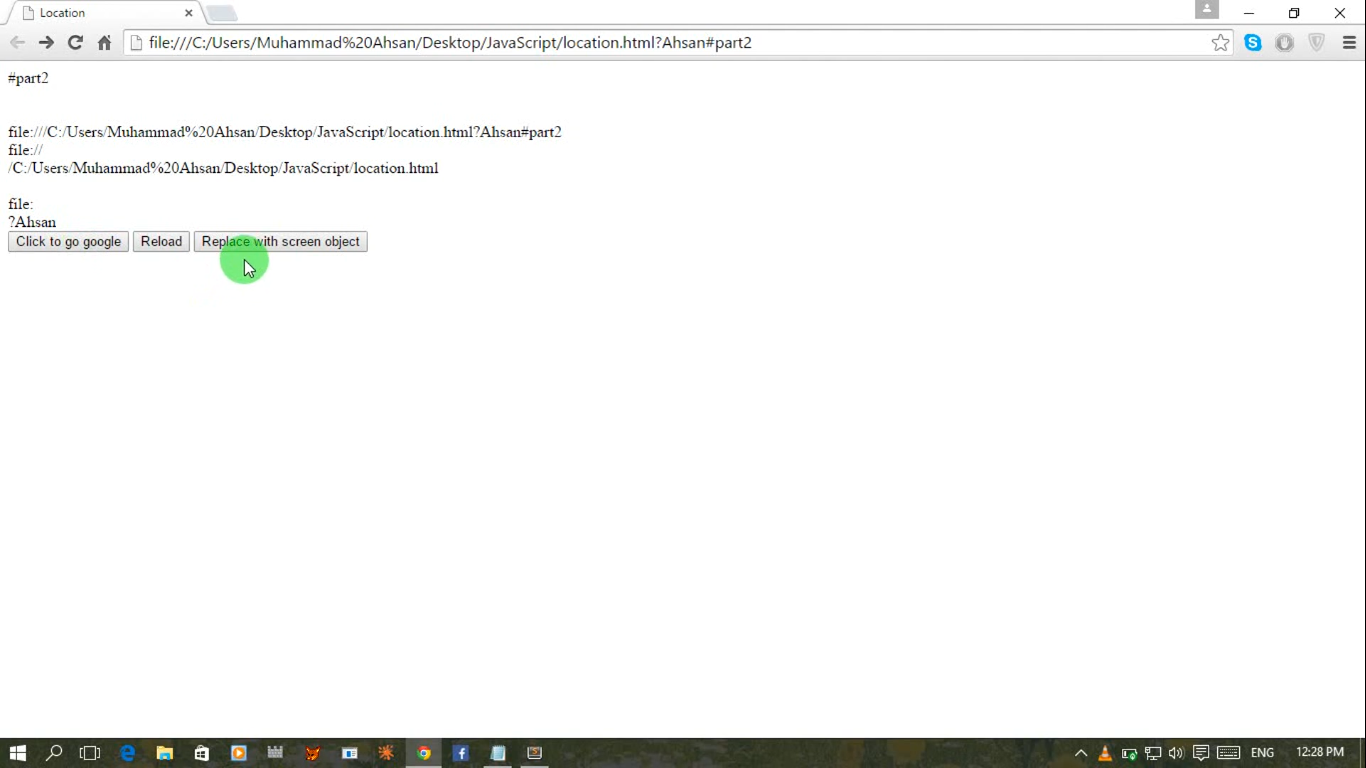 Location
file:///C:/Users/Muhammad%20Ahsan/Desktop/JavaScript/location.html?Ahsan#part2
#part2
file:///C:/Users/Muhammad%20Ahsan/Desktop/JavaScript/location.html?Ahsan#part2
file://
/C:/Users/Muhammad%20Ahsan/Desktop/JavaScript/location.html
file:
?Ahsan
Click to go google Reload Replace with screen object
ENG 12:28 PM